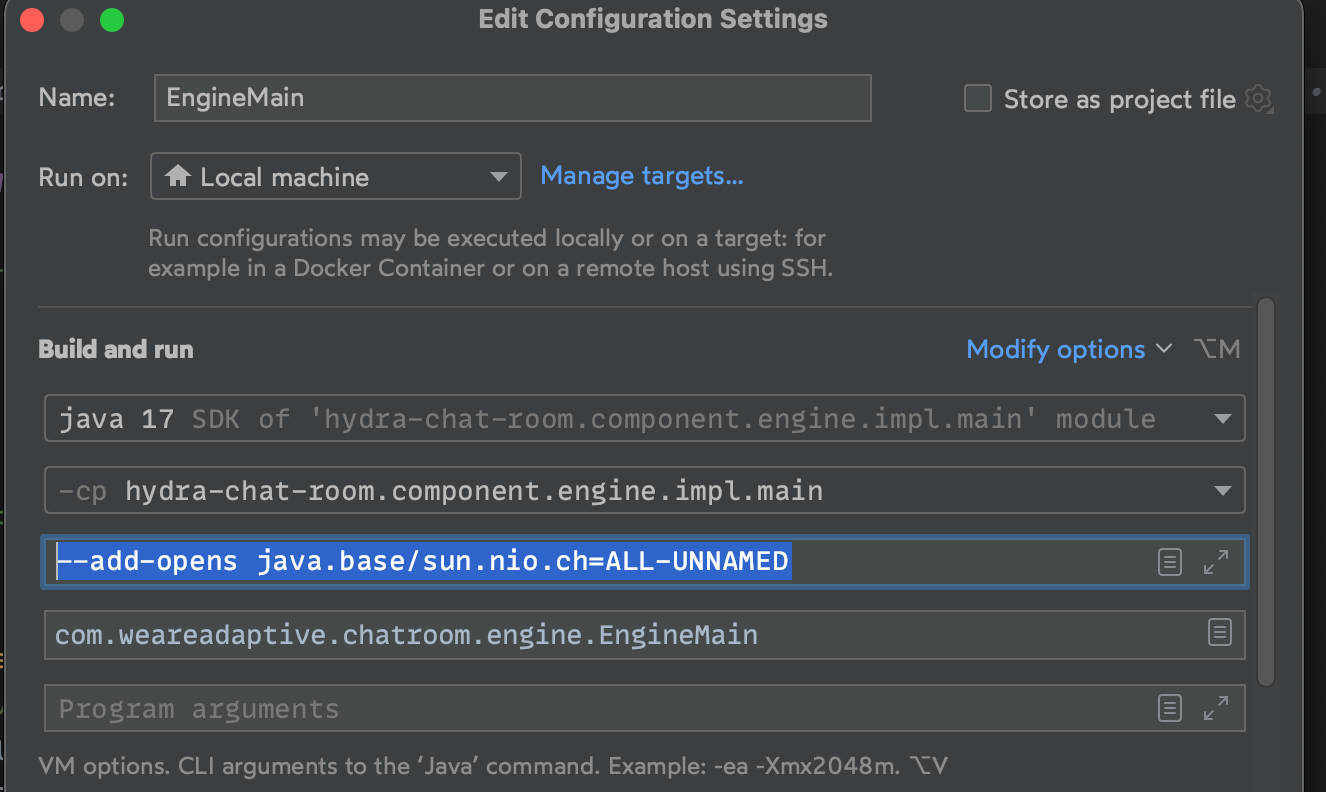 Edit Configuration Settings
Name: EngineMain Store as project file
Run on: Local machine Manage targets...
Run configurations may be executed locally or on a target: for
example in a Docker Container or on a remote host using SSH.
Build and run Modify options ⌥M
java 17 SDK of 'hydra-chat-room.component.engine.impl.main' module
-cp hydra-chat-room.component.engine.impl.main
--add-opens java.base/sun.nio.ch=ALL-UNNAMED
com.weareadaptive.chatroom.engine.EngineMain
Program arguments
VM options. CLI arguments to the ‘Java’ command. Example: -ea -Xmx2048m. ⌥V